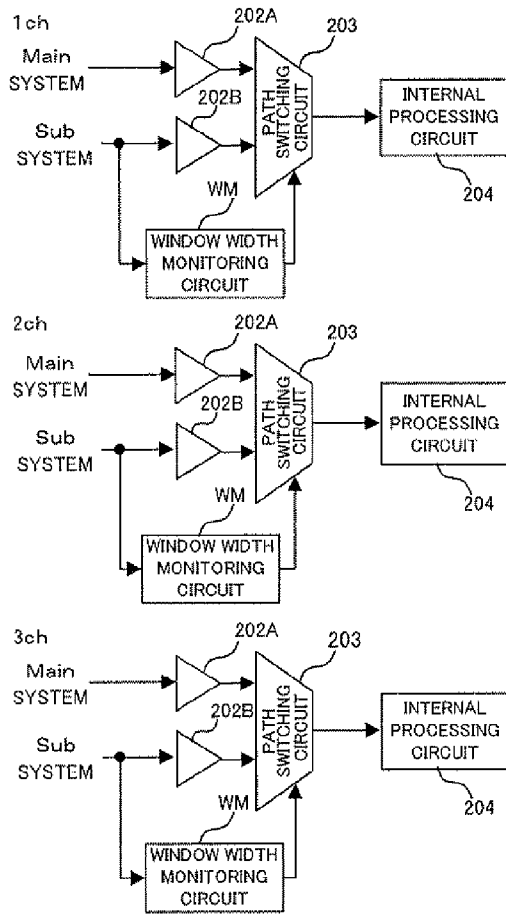 1ch
202A
203
Main
SYSTEM
202B
PATH
SWITCHING
CIRCUIT
INTERNAL
PROCESSING
CIRCUIT
Sub
SYSTEM
204
WM
WINDOW WIDTH
MONITORING
CIRCUIT
2ch
202A
203
Main
SYSTEM
202B
PATH
SWITCHING
CIRCUIT
INTERNAL
PROCESSING
CIRCUIT
Sub
SYSTEM
204
WM
WINDOW WIDTH
MONITORING
CIRCUIT
3ch
202A
203
Main
SYSTEM
202B
PATH
SWITCHING
CIRCUIT
INTERNAL
PROCESSING
CIRCUIT
Sub
SYSTEM
204
WM
WINDOW WIDTH
MONITORING
CIRCUIT